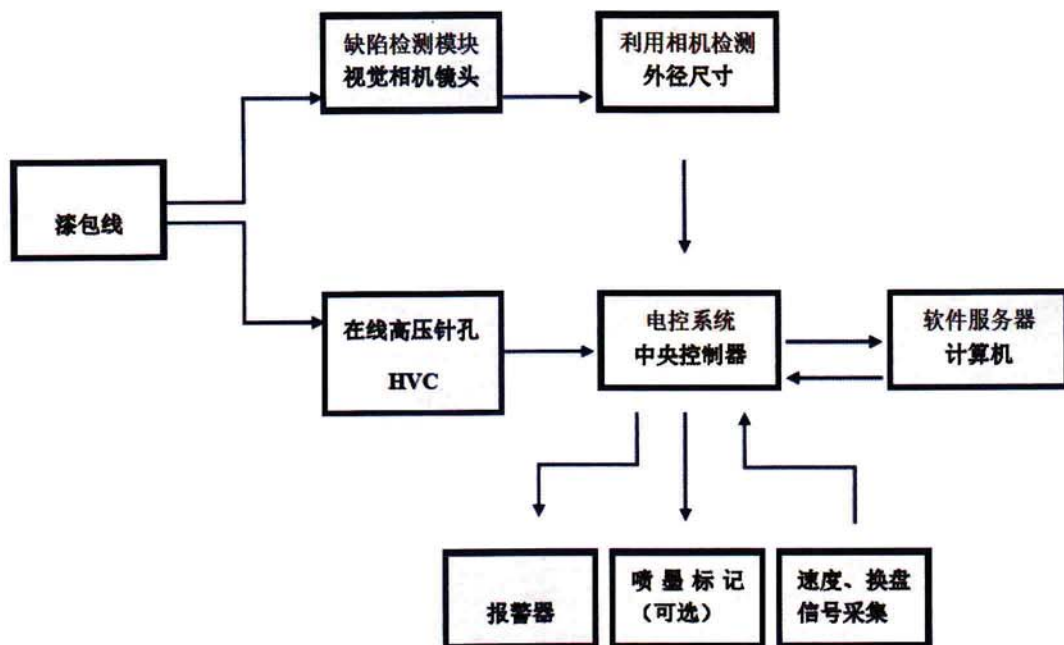 缺陷检测模块
视觉相机镜头
利用相机检测
外径尺寸
漆包线
在线高压针孔
HVC
电控系统
中央控制器
软件服务器
计算机
报警器
喷 墨 标 记
（可选）
速度、换盘
信号采集